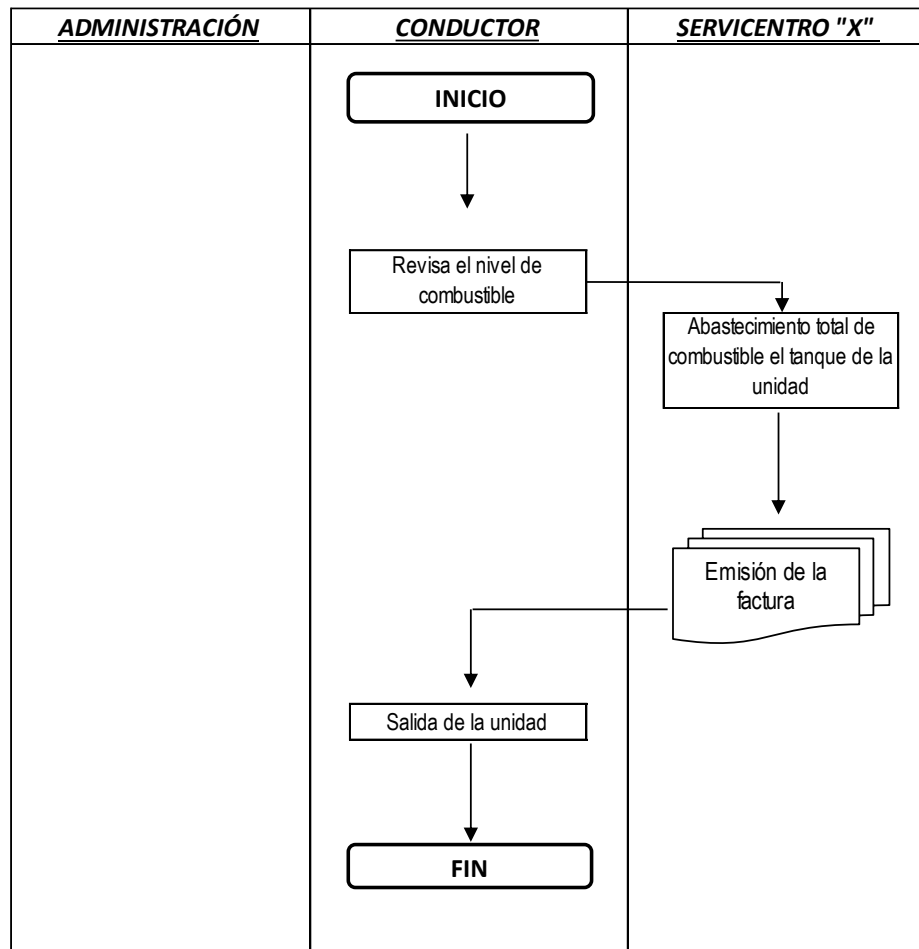 ADMINISTRACIÓN
CONDUCTOR
SERVICENTRO "X"
INICIO
Revisa el nivel de
combustible
Abastecimiento total de
combustible el tanque de la
unidad
Emisión de la
factura
Salida de la unidad
FIN